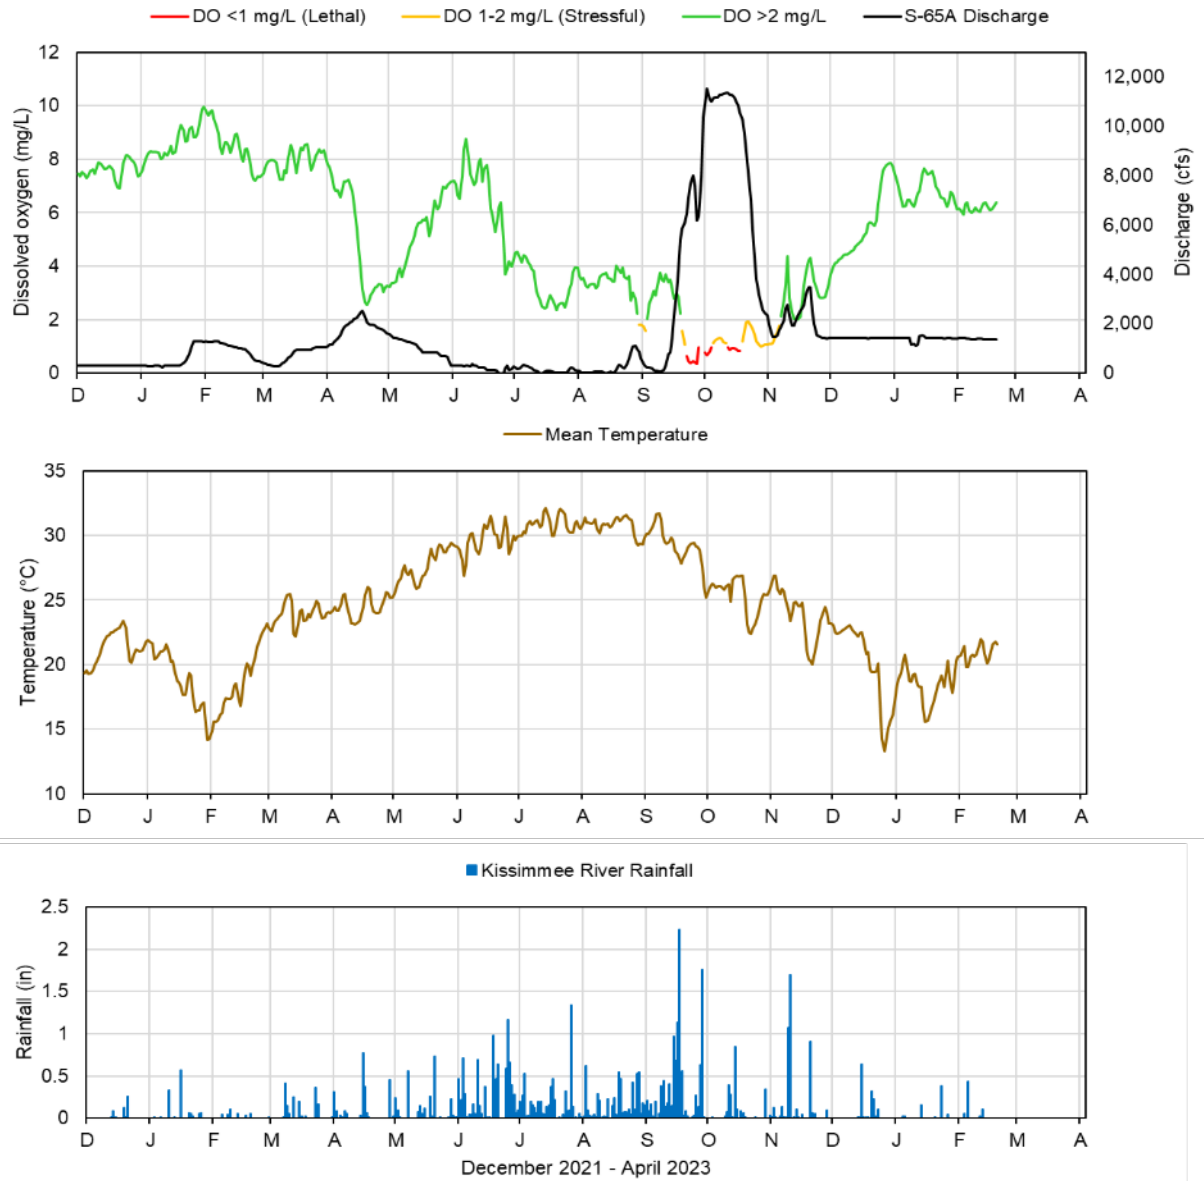 DO <1 mg/L (Lethal) DO 1-2 mg/L (Stressful) DO >2 mg/L S-65A Discharge
Dissolved oxygen (mg/L)
12
10
8
6
4
2
0
12,000
10,000
8,000
6,000
4,000
2,000
0
Discharge (cfs)
D J F M A M J J A S O N D J F M A
Mean Temperature
Temperature (°C)
35
30
25
20
15
10
D J F M A M J J A S O N D J F M A
Kissimmee River Rainfall
Rainfall (in)
2.5
2
1.5
1
0.5
0
D J F M A M J J A S O N D J F M A
December 2021 - April 2023